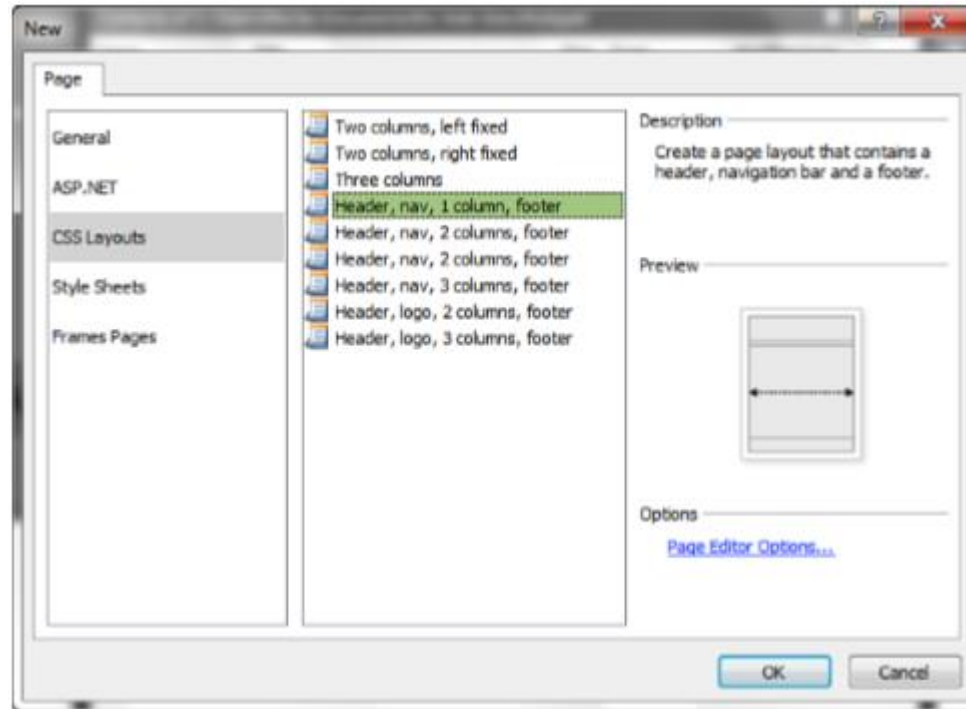 New
Page
General
ASP.NET
CSS Layouts
Style Sheets
Frames Pages
Two columns, left fixed
Two columns, right fixed
Three columns
Header, nav, 1 column, footer
Header, nav, 2 columns, footer
Header, nav, 2 columns, footer
Header, nav, 3 columns, footer
Header, logo, 2 columns, footer
Header, logo, 3 columns, footer
Description
Create a page layout that contains a
header, navigation bar and a footer.
Preview
Options
Page Editor Options...
OK
Cancel